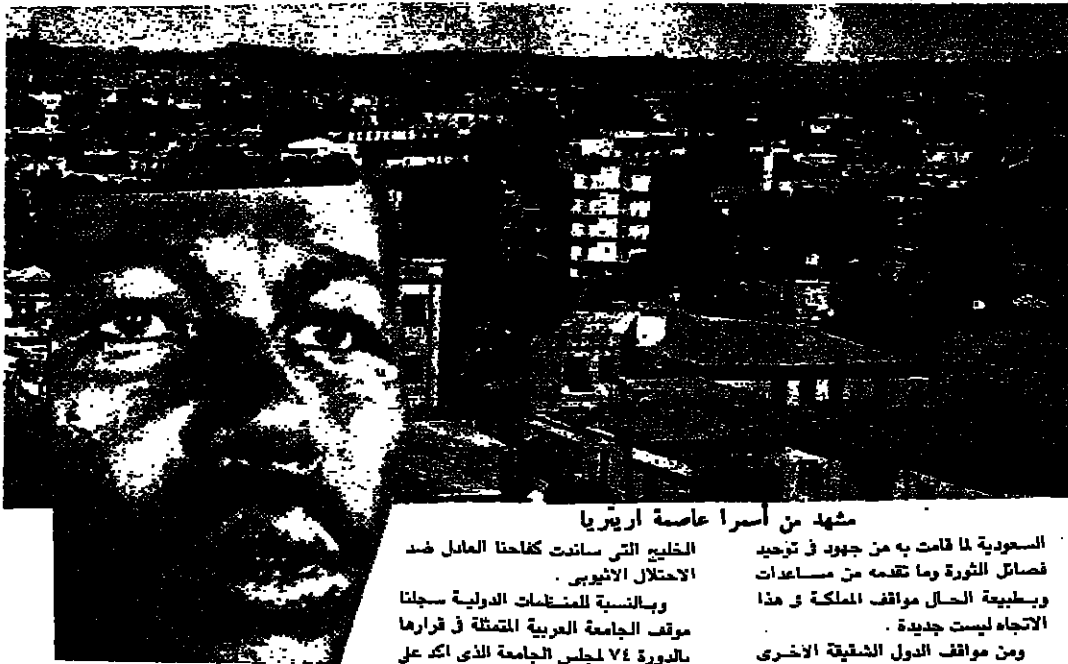 مشهد من أسمرا عاصمة اريتريا
السعودية لما قامت به من جهود في توحيد
فصائل الثورة وما تقدمه من مساعدات
وبطبيعة الحال مواقف المملكة في هذا
الاتجاه ليست جديدة .
ومن مواقف الدول الشقيقة الاخرى
الخليج التي ساندت كفاحنا العادل ضد
الاحتلال الاثيوبي .
وبالنسبة للمنظمات الدولية سجلنا
موقف الجامعة العربية المتمثلة في قرارها
بالدورة ٧٤ لمجلس الجامعة الذي اكد على